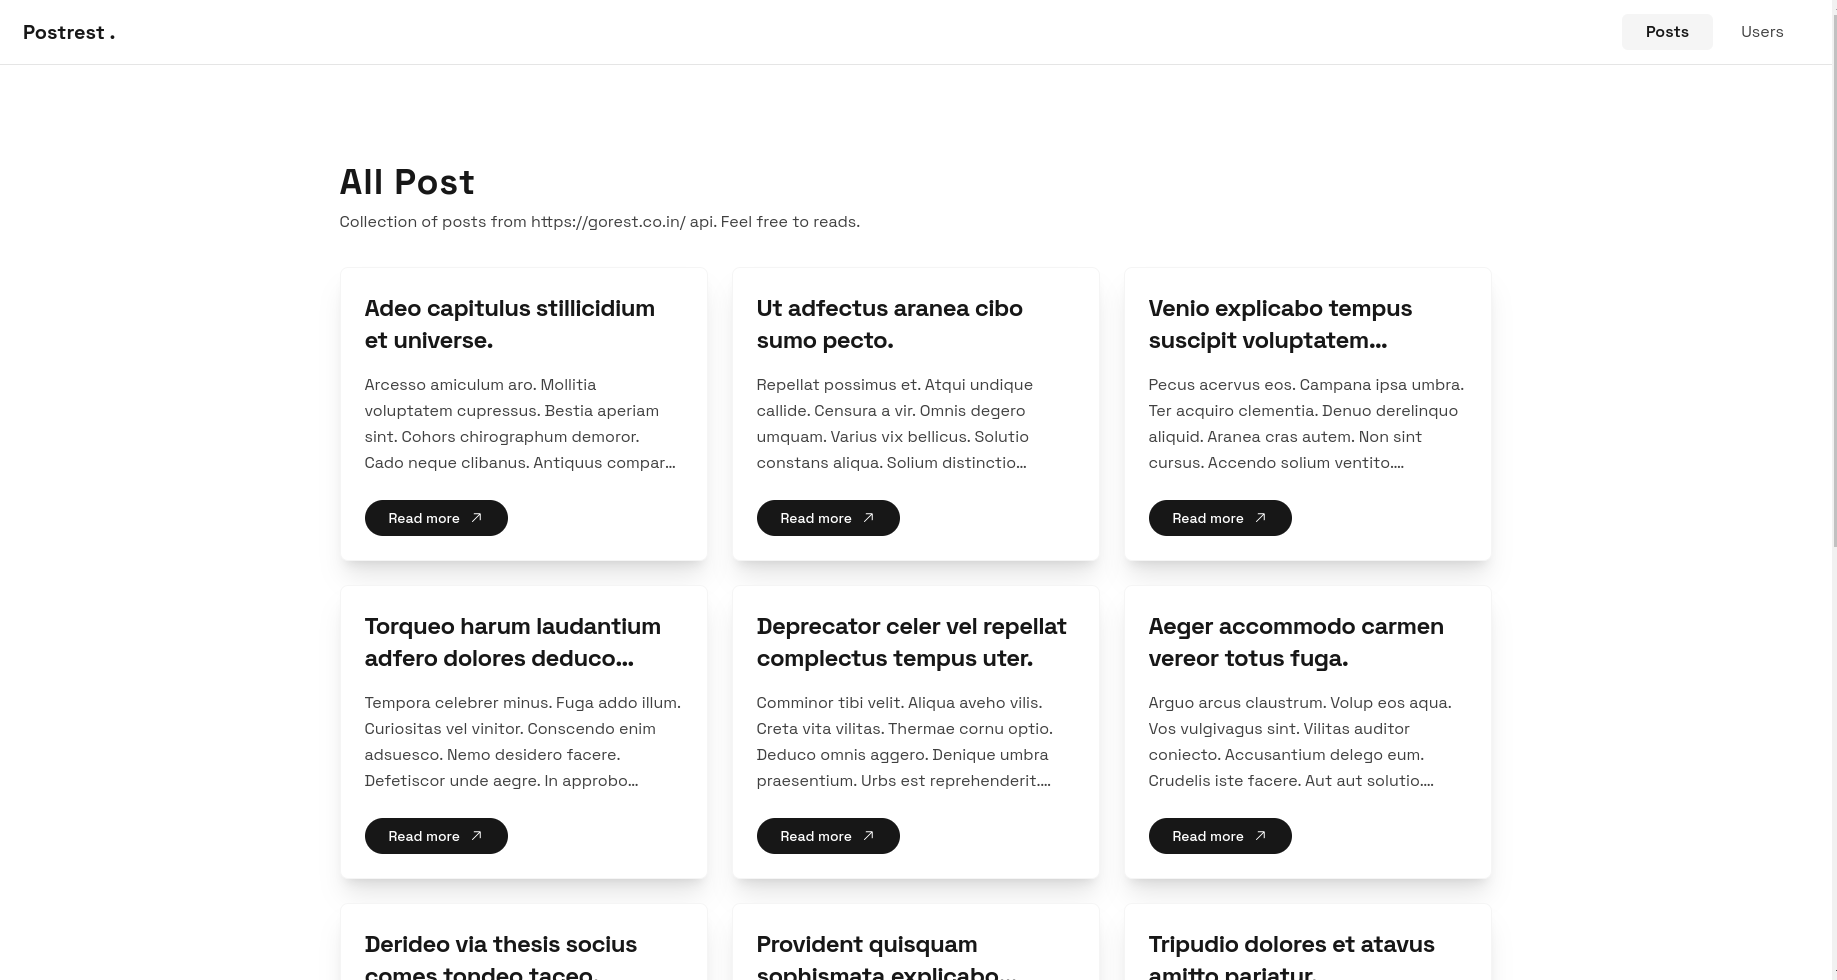 Postrest .
Posts
Users
All Post
Collection of posts from https://gorest.co.in/ api. Feel free to reads.
Adeo capitulus stillicidium
et universe.
Arcesso amiculum aro. Mollitia
voluptatem cupressus. Bestia aperiam
sint. Cohors chirographum demoror.
Cado neque clibanus. Antiquus compar...
Read more
Ut adfectus aranea cibo
sumo pecto.
Repellat possimus et. Atqui undique
callide. Censura a vir. Omnis degero
umquam. Varius vix bellicus. Solutio
constans aliqua. Solium distinctio...
Read more
Venio explicabo tempus
suscipit voluptatem...
Pecus acervus eos. Campana ipsa umbra.
Ter acquiro clementia. Denuo derelinquo
aliquid. Aranea cras autem. Non sint
cursus. Accendo solium ventito....
Read more
Torqueo harum laudantium
adfero dolores deduco...
Tempora celebrer minus. Fuga addo illum.
Curiositas vel vinitor. Conscendo enim
adsuesco. Nemo desidero facere.
Defetiscor unde aegre. In approbo...
Read more
Deprecator celer vel repellat
complectus tempus uter.
Comminor tibi velit. Aliqua aveho vilis.
Creta vita vilitas. Thermae cornu optio.
Deduco omnis aggero. Denique umbra
praesentium. Urbs est reprehenderit....
Read more
Aeger accommodo carmen
vereor totus fuga.
Arguo arcus claustrum. Volup eos aqua.
Vos vulgivagus sint. Vilitas auditor
coniecto. Accusantium delego eum.
Crudelis iste facere. Aut aut solutio....
Read more
Derideo via thesis socius
comes tondeo taceo.
Provident quisquam
sophismata explicabo...
Tripudio dolores et atavus
amitto pariatur.